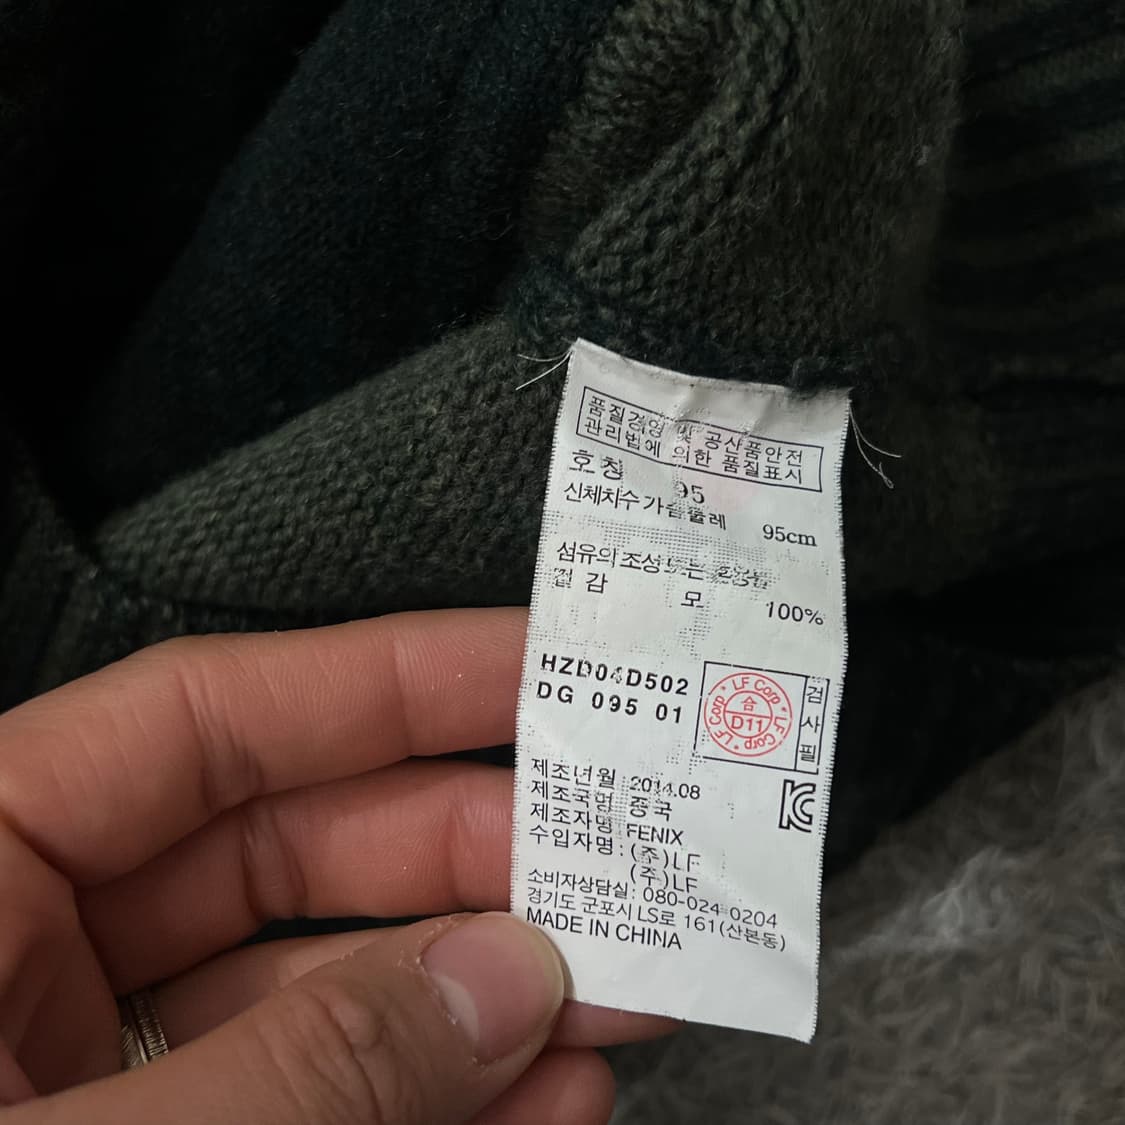 품질경영 및 공산품안전
관리법에 의한 품질표시
호칭 95
신체치수 가슴둘레 95cm
섬유의 조성 또는 혼용율
겉감 모 100%
HZD04D502
DG 095 01
LF Corp * LF Corp * LF Corp *
合
D11
검사필
제조년월 2014.08
제조국명 중국
제조자명 FENIX
수입자명 : (주)LF
(주)LF
소비자상담실: 080-024-0204
경기도 군포시 LS로 161(산본동)
MADE IN CHINA